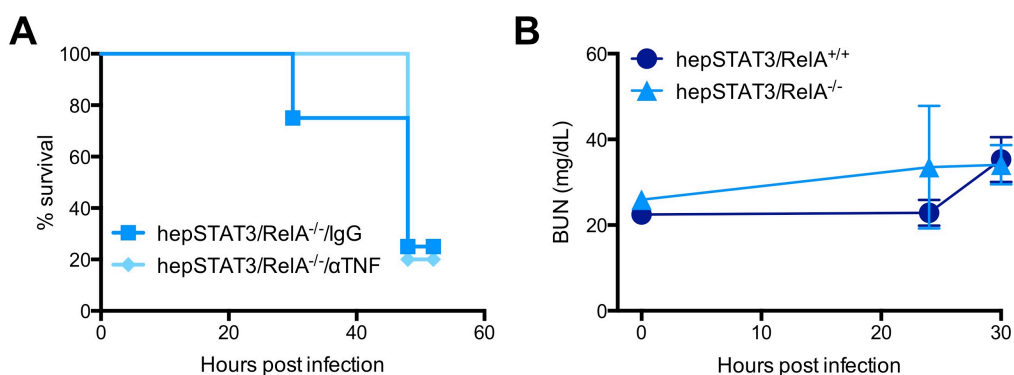 A
% survival
100
80
60
40
20
0
hepSTAT3/RelA-/-/IgG
hepSTAT3/RelA-/-/αTNF
0 20 40 60
Hours post infection
B
BUN (mg/dL)
60
40
20
0
hepSTAT3/RelA+/+
hepSTAT3/RelA-/-
0 10 20 30
Hours post infection